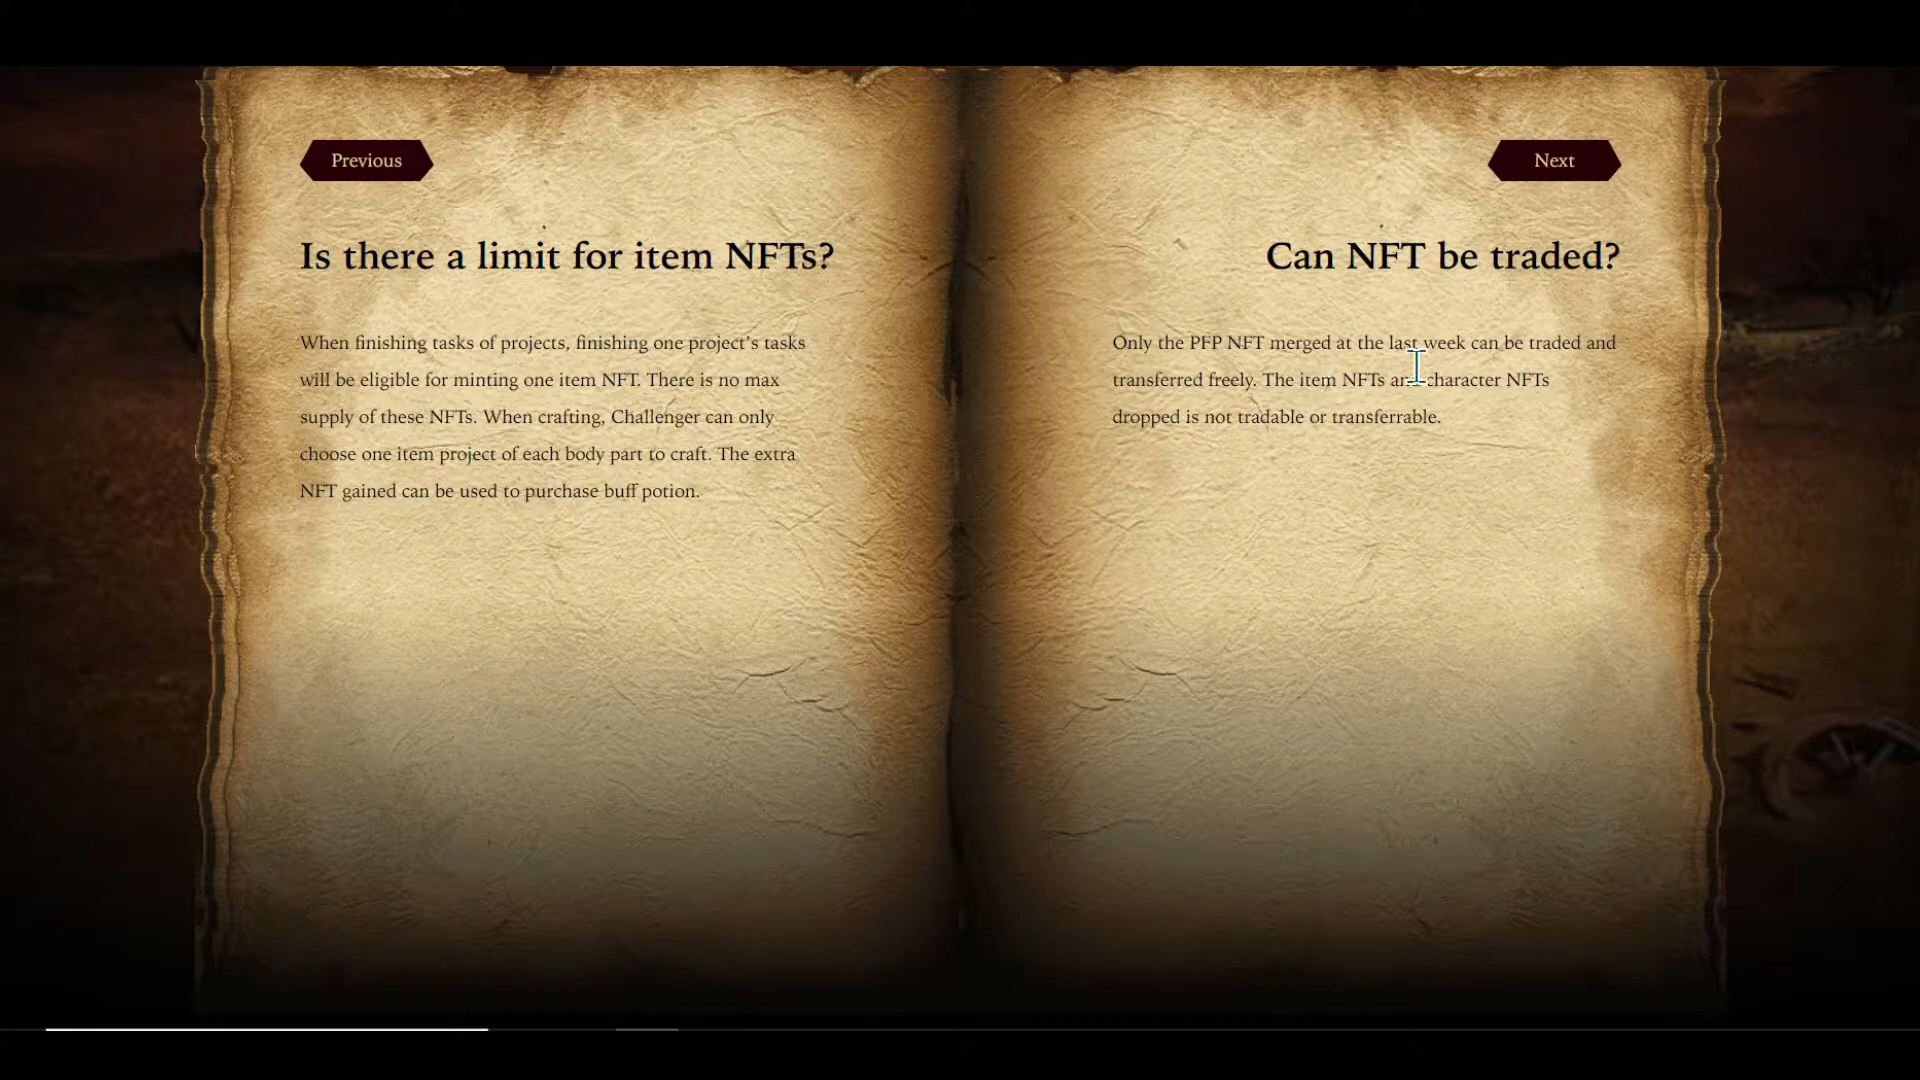 Previous
Is there a limit for item NFTs?
When finishing tasks of projects, finishing one project's tasks
will be eligible for minting one item NFT. There is no max
supply of these NFTs. When crafting, Challenger can only
choose one item project of each body part to craft. The extra
NFT gained can be used to purchase buff potion.
Next
Can NFT be traded?
Only the PFP NFT merged at the last week can be traded and
transferred freely. The item NFTs and character NFTs
dropped is not tradable or transferrable.